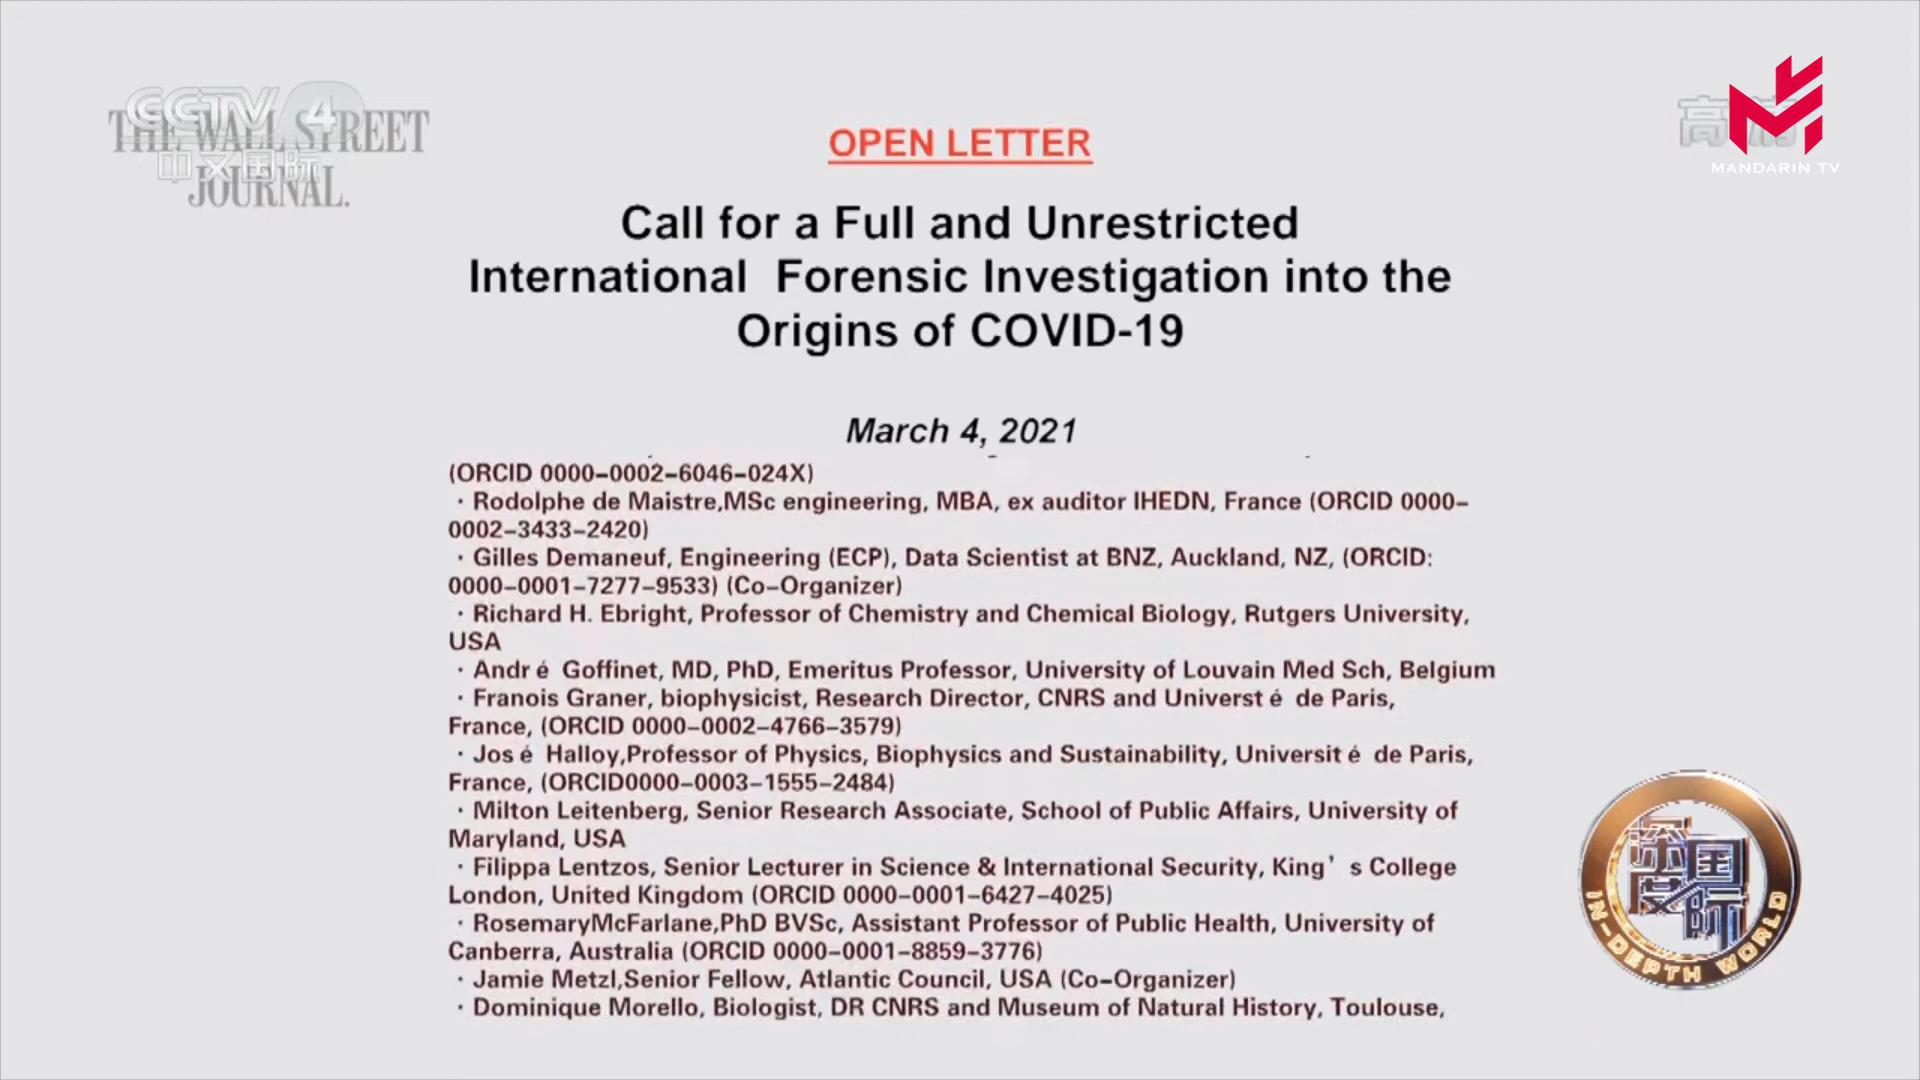 CCTV 4
中文国际
THE WALL STREET
JOURNAL.
高清
MANDARIN TV
OPEN LETTER
Call for a Full and Unrestricted
International Forensic Investigation into the
Origins of COVID-19
March 4, 2021
(ORCID 0000–0002–6046–024X)
· Rodolphe de Maistre,MSc engineering, MBA, ex auditor IHEDN, France (ORCID 0000–
0002–3433–2420)
· Gilles Demaneuf, Engineering (ECP), Data Scientist at BNZ, Auckland, NZ, (ORCID:
0000–0001–7277–9533) (Co–Organizer)
· Richard H. Ebright, Professor of Chemistry and Chemical Biology, Rutgers University,
USA
· Andr é Goffinet, MD, PhD, Emeritus Professor, University of Louvain Med Sch, Belgium
· Franois Graner, biophysicist, Research Director, CNRS and Universt é de Paris,
France, (ORCID 0000–0002–4766–3579)
· Jos é Halloy,Professor of Physics, Biophysics and Sustainability, Universit é de Paris,
France, (ORCID0000–0003–1555–2484)
· Milton Leitenberg, Senior Research Associate, School of Public Affairs, University of
Maryland, USA
· Filippa Lentzos, Senior Lecturer in Science & International Security, King’ s College
London, United Kingdom (ORCID 0000–0001–6427–4025)
· RosemaryMcFarlane,PhD BVSc, Assistant Professor of Public Health, University of
Canberra, Australia (ORCID 0000–0001–8859–3776)
· Jamie Metzl,Senior Fellow, Atlantic Council, USA (Co–Organizer)
· Dominique Morello, Biologist, DR CNRS and Museum of Natural History, Toulouse,
深度国际
IN-DEPTH WORLD